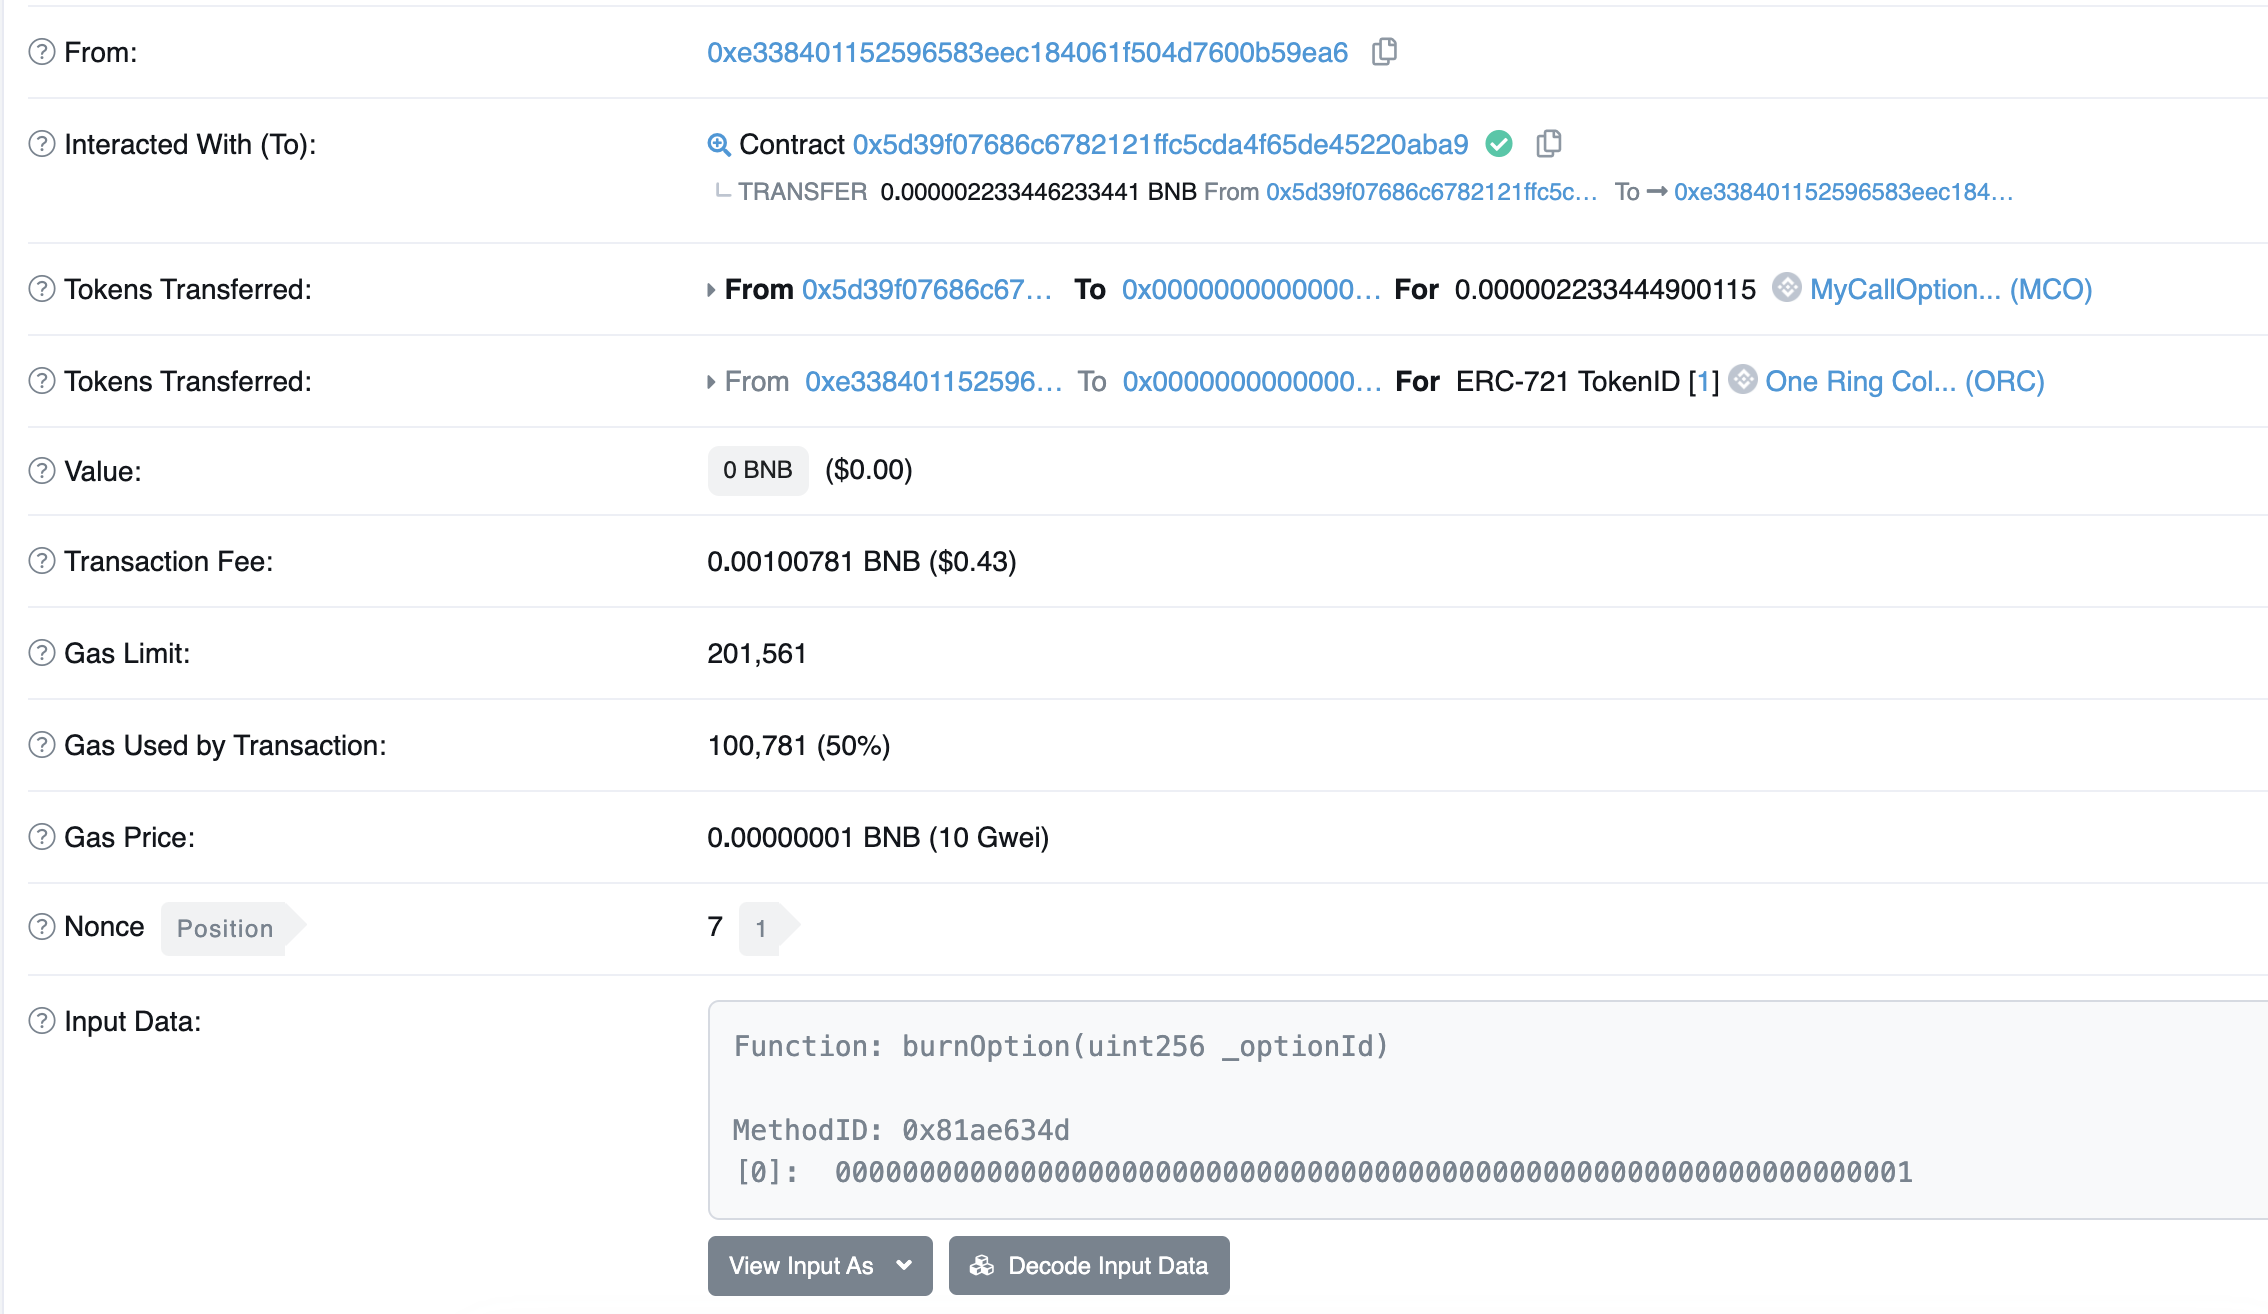 From: 0xe338401152596583eec184061f504d7600b59ea6
Interacted With (To): Contract 0x5d39f07686c6782121ffc5cda4f65de45220aba9
TRANSFER 0.000002233446233441 BNB From 0x5d39f07686c6782121ffc5c... To 0xe338401152596583eec184...
Tokens Transferred: From 0x5d39f07686c67... To 0x0000000000000... For 0.000002233444900115 MyCallOption... (MCO)
Tokens Transferred: From 0xe338401152596... To 0x0000000000000... For ERC-721 TokenID [1] One Ring Col... (ORC)
Value: 0 BNB ($0.00)
Transaction Fee: 0.00100781 BNB ($0.43)
Gas Limit: 201,561
Gas Used by Transaction: 100,781 (50%)
Gas Price: 0.00000001 BNB (10 Gwei)
Nonce Position 7 1
Input Data: Function: burnOption(uint256 _optionId)
MethodID: 0x81ae634d
[0]: 0000000000000000000000000000000000000000000000000000000000000001
View Input As Decode Input Data